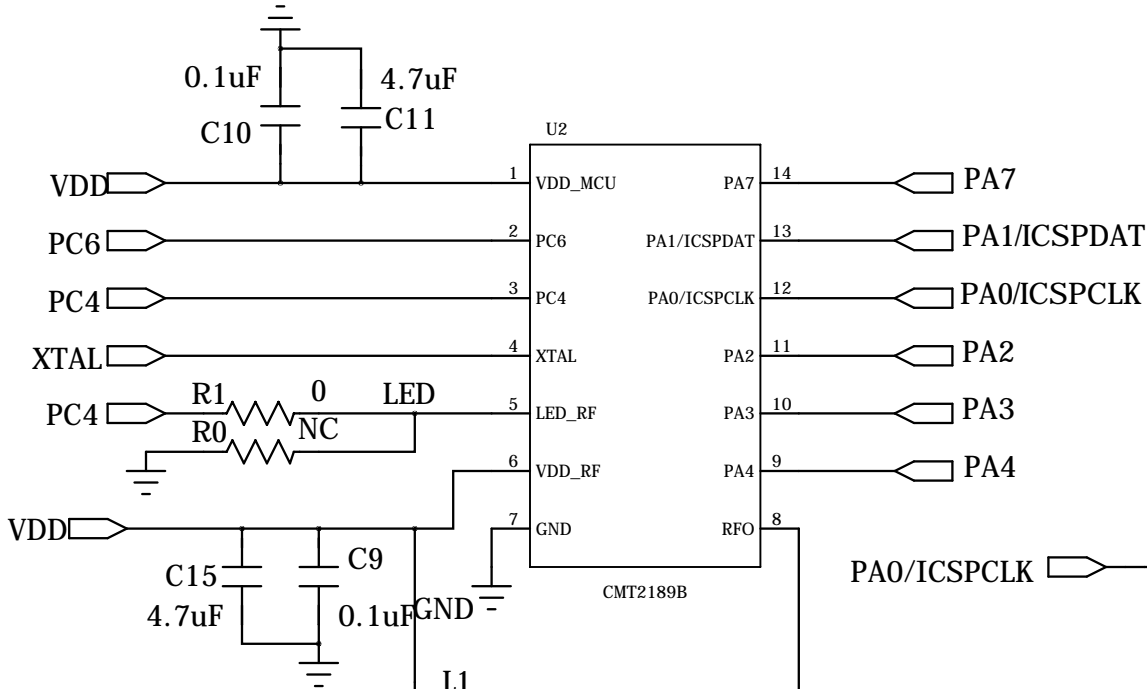 0.1uF
4.7uF
C10
C11
U2
VDD
1
VDD_MCU
PA7
14
PA7
PC6
2
PC6
PA1/ICSPDAT
13
PA1/ICSPDAT
PC4
3
PC4
PA0/ICSPCLK
12
PA0/ICSPCLK
XTAL
4
XTAL
PA2
11
PA2
R1
0
LED
PC4
5
LED_RF
PA3
10
PA3
R0
NC
6
VDD_RF
PA4
9
PA4
VDD
7
GND
RFO
8
C15
C9
4.7uF
0.1uF
GND
CMT2189B
PA0/ICSPCLK
L1